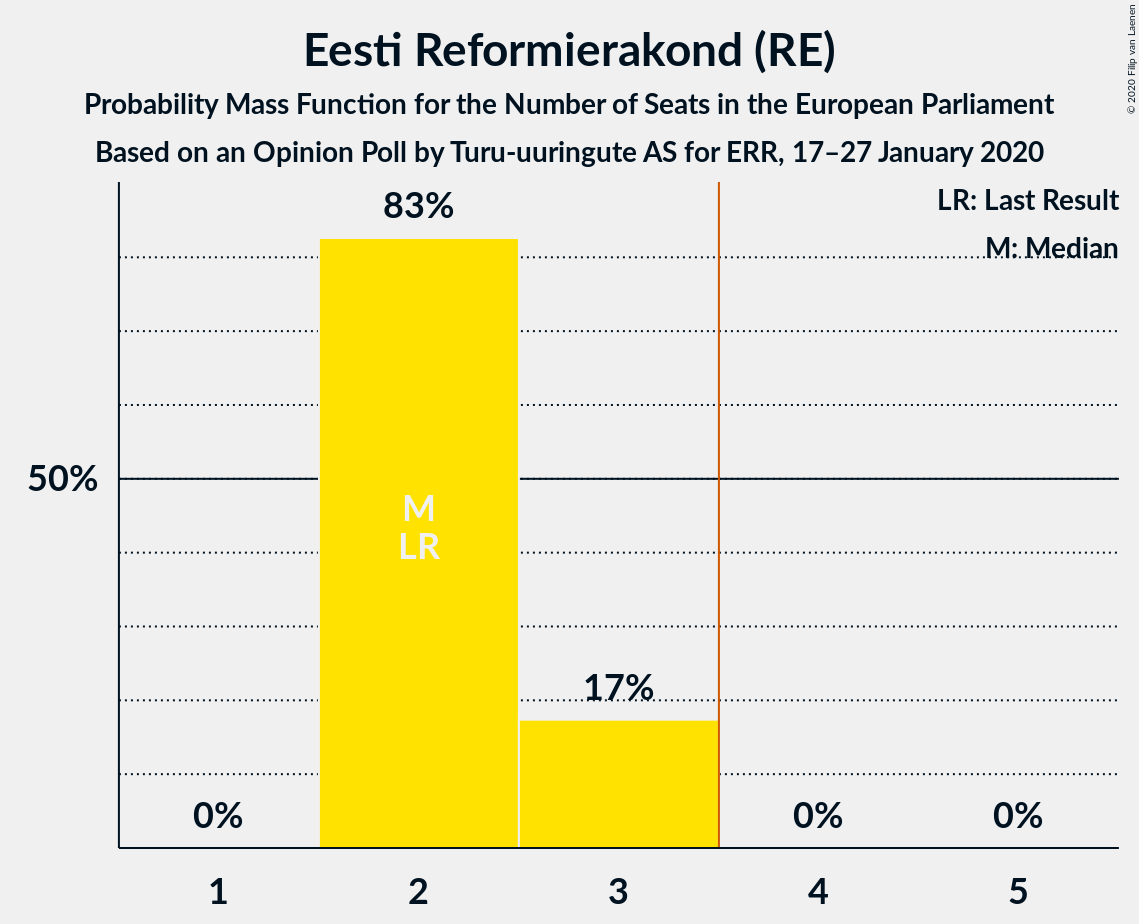 Eesti Reformierakond (RE)
Probability Mass Function for the Number of Seats in the European Parliament
Based on an Opinion Poll by Turu-uuringute AS for ERR, 17–27 January 2020
© 2020 Filip van Laenen
LR: Last Result
M: Median
83%
50%
M
LR
17%
0%
0%
0%
1
2
3
4
5